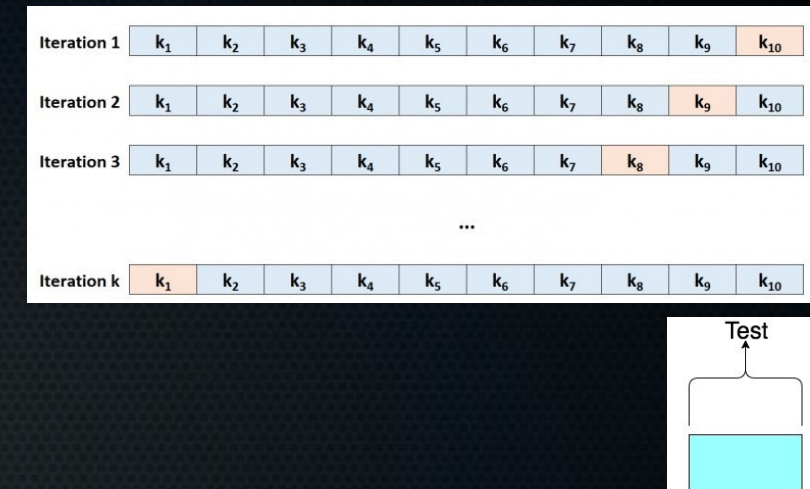 Iteration 1 k₁ k₂ k₃ k₄ k₅ k₆ k₇ k₈ k₉ k₁₀
Iteration 2 k₁ k₂ k₃ k₄ k₅ k₆ k₇ k₈ k₉ k₁₀
Iteration 3 k₁ k₂ k₃ k₄ k₅ k₆ k₇ k₈ k₉ k₁₀
...
Iteration k k₁ k₂ k₃ k₄ k₅ k₆ k₇ k₈ k₉ k₁₀
Test